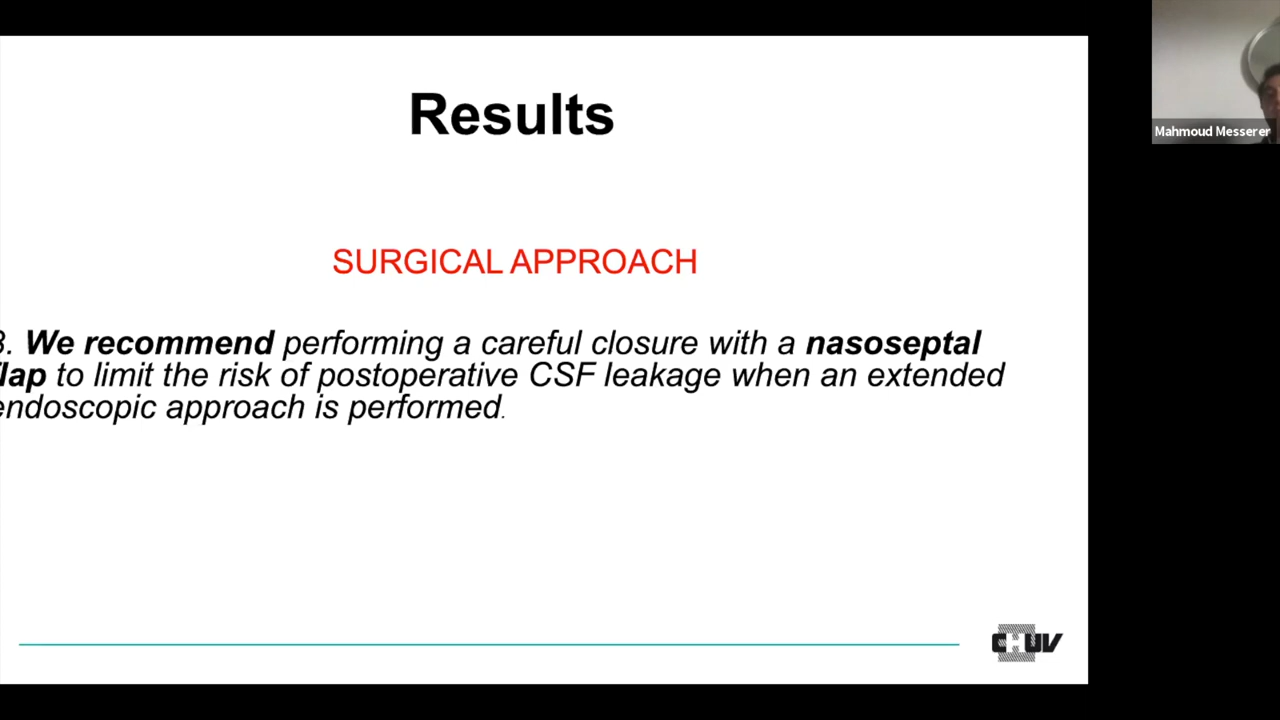 Results
Mahmoud Messerer
SURGICAL APPROACH
. We recommend performing a careful closure with a nasoseptal
lap to limit the risk of postoperative CSF leakage when an extended
endoscopic approach is performed.
CHUV